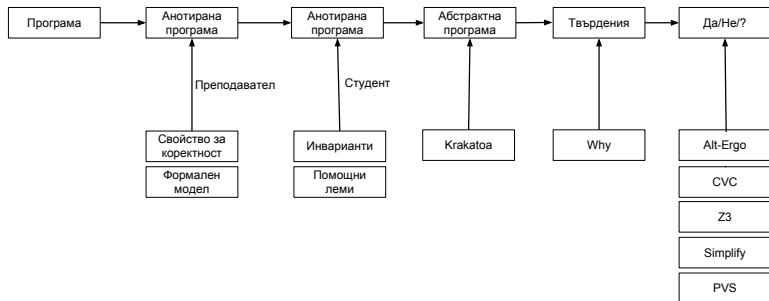 Програма
Анотирана
програма
Анотирана
програма
Абстрактна
програма
Твърдения
Да/Не/?
Преподавател
Студент
Свойство за
коректност
Формален
модел
Инварианти
Помощни
леми
Krakatoa
Why
Alt-Ergo
CVC
Z3
Simplify
PVS